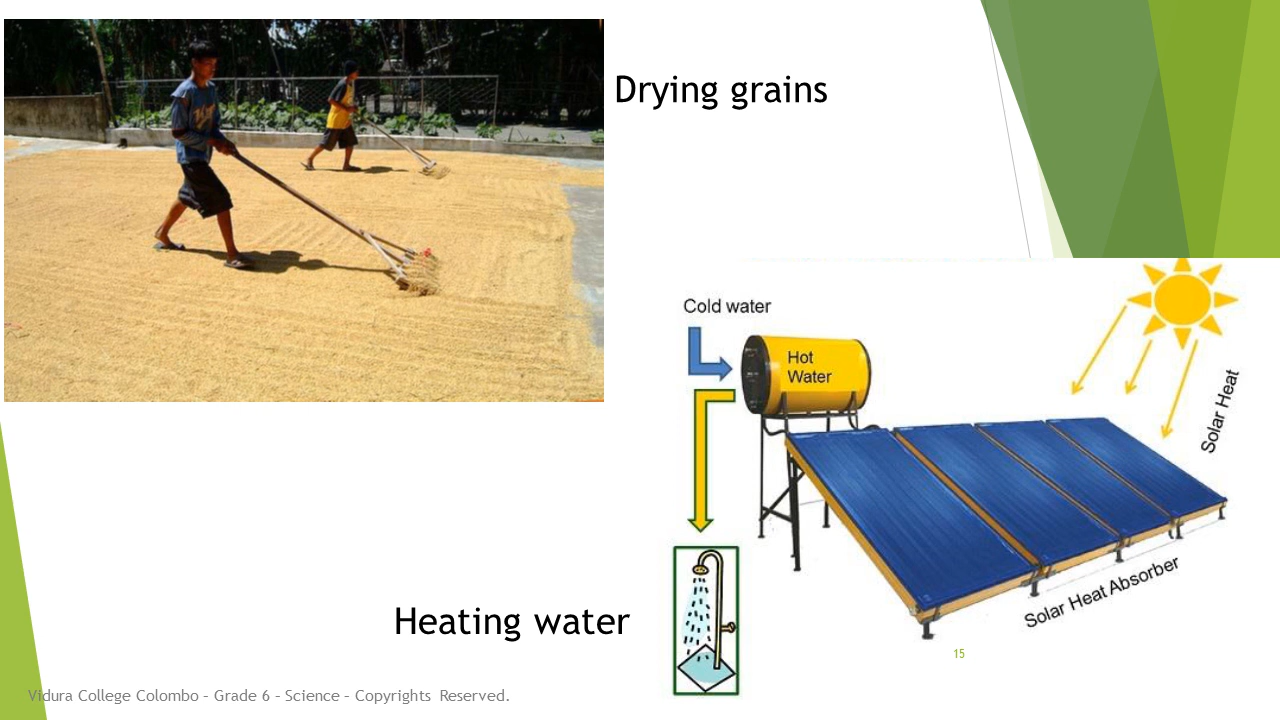 Drying grains
Cold water
Hot
Water
Solar Heat
Solar Heat Absorber
Heating water
15
Vidura College Colombo – Grade 6 – Science – Copyrights Reserved.